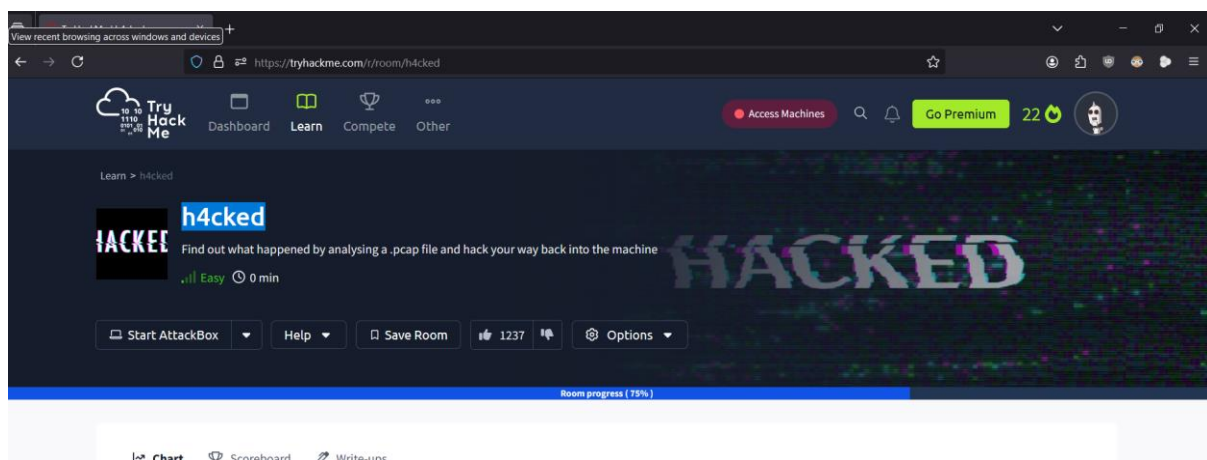 View recent browsing across windows and devices
https://tryhackme.com/r/room/h4cked
Try Hack Me
Dashboard Learn Compete Other
Access Machines
Go Premium
22
Learn > h4cked
h4cked
Find out what happened by analysing a .pcap file and hack your way back into the machine
Easy 0 min
HACKED
Start AttackBox Help Save Room 1237 Options
Room progress ( 75% )
Chart Scoreboard Write-ups